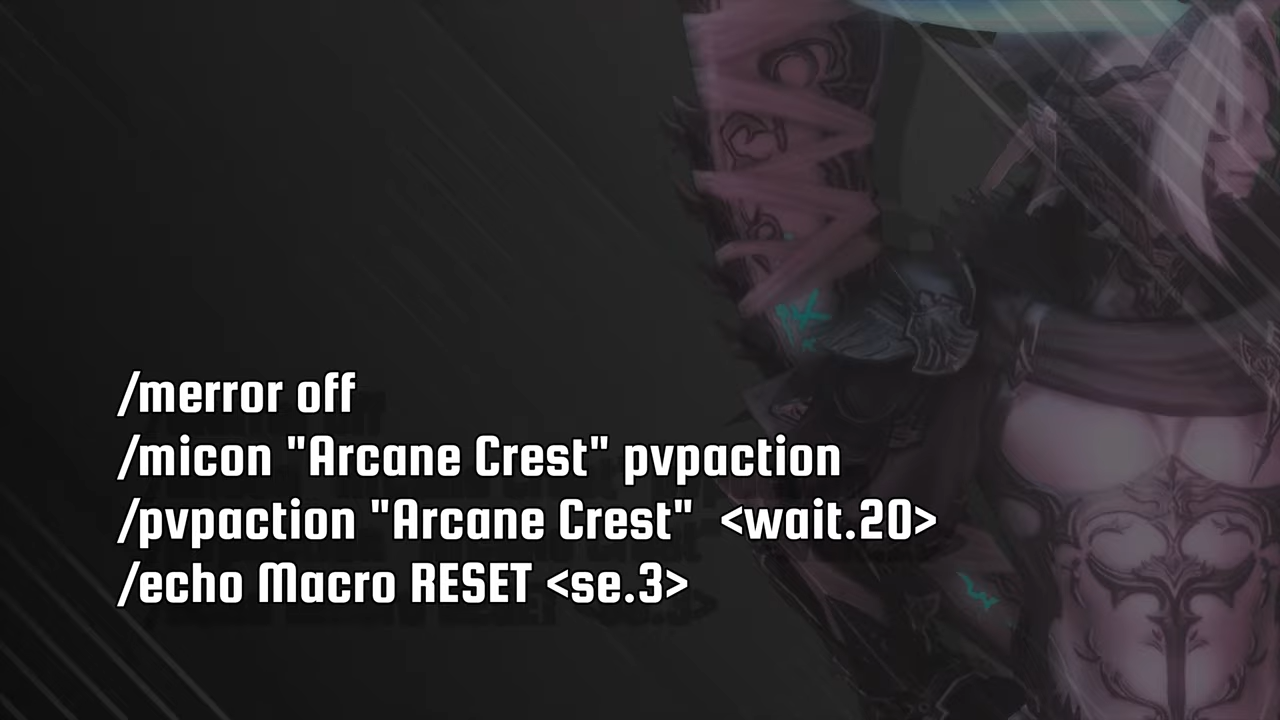 /merror off
/micon "Arcane Crest" pvpaction
/pvpaction "Arcane Crest"  <wait.20>
/echo Macro RESET <se.3>